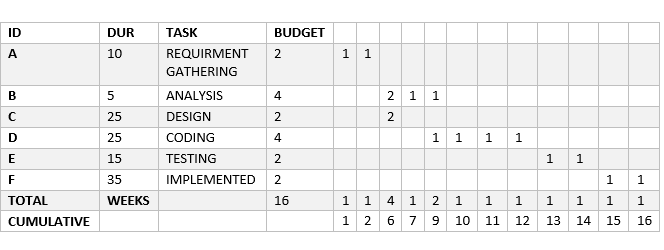 ID DUR TASK BUDGET
A 10 REQUIRMENT 2 1 1
GATHERING
B 5 ANALYSIS 4 2 1 1
C 25 DESIGN 2 2
D 25 CODING 4 1 1 1 1
E 15 TESTING 2 1 1
F 35 IMPLEMENTED 2 1 1
TOTAL WEEKS 16 1 1 4 1 2 1 1 1 1 1 1 1
CUMULATIVE 1 2 6 7 9 10 11 12 13 14 15 16